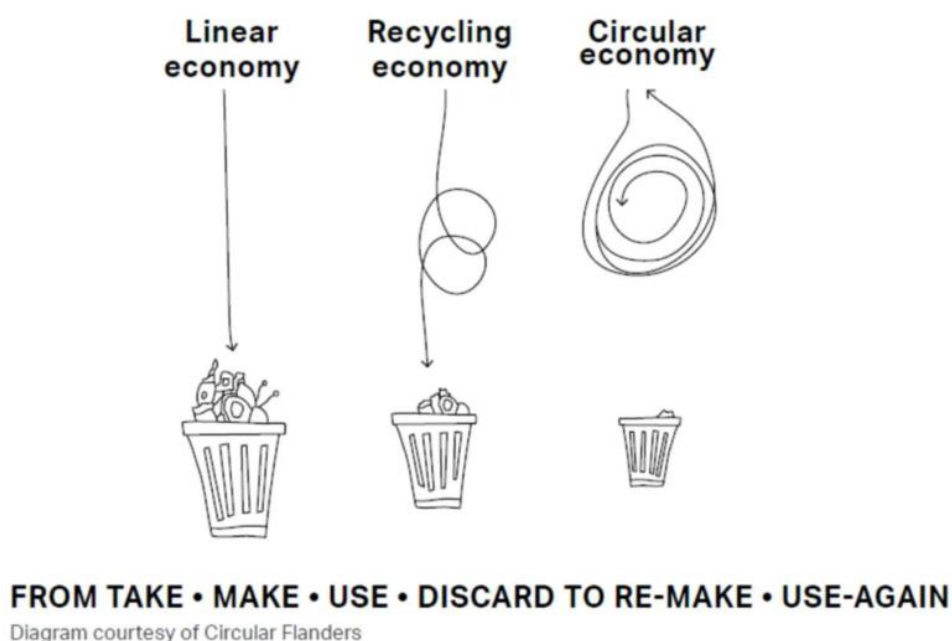 Linear
economy
Recycling
economy
Circular
economy
FROM TAKE • MAKE • USE • DISCARD TO RE-MAKE • USE-AGAIN
Diagram courtesy of Circular Flanders